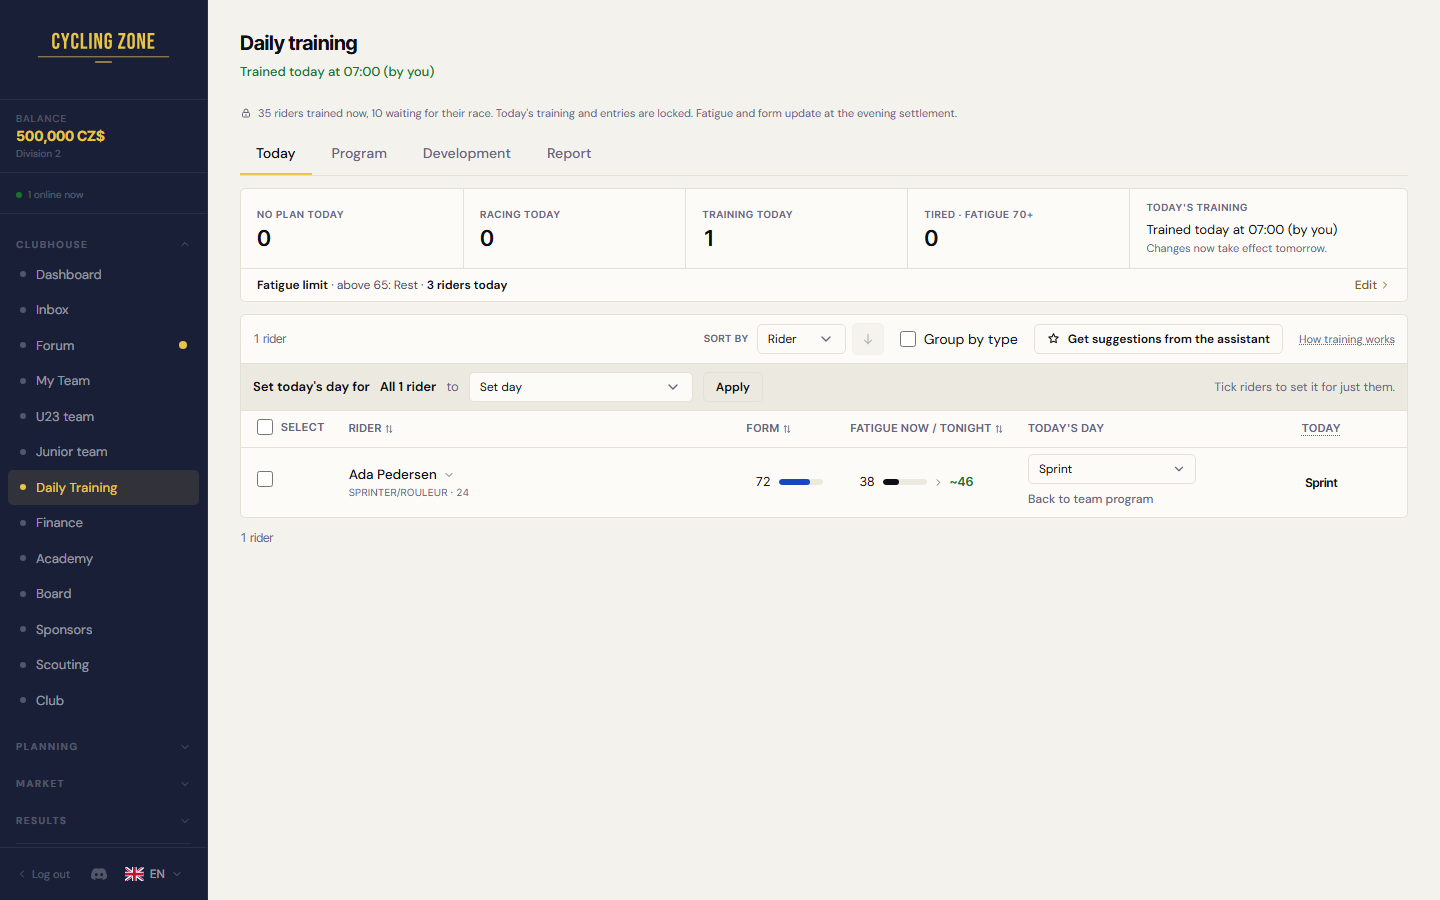 CYCLING ZONE
BALANCE
500,000 CZ$
Division 2
1 online now
CLUBHOUSE
Dashboard
Inbox
Forum
My Team
U23 team
Junior team
Daily Training
Finance
Academy
Board
Sponsors
Scouting
Club
PLANNING
MARKET
RESULTS
Log out
EN
Daily training
Trained today at 07:00 (by you)
35 riders trained now, 10 waiting for their race. Today's training and entries are locked. Fatigue and form update at the evening settlement.
Today Program Development Report
NO PLAN TODAY
0
RACING TODAY
0
TRAINING TODAY
1
TIRED · FATIGUE 70+
0
TODAY'S TRAINING
Trained today at 07:00 (by you)
Changes now take effect tomorrow.
Fatigue limit · above 65: Rest · 3 riders today Edit
1 rider SORT BY Rider Group by type Get suggestions from the assistant How training works
Set today's day for All 1 rider to Set day Apply Tick riders to set it for just them.
SELECT RIDER FORM FATIGUE NOW / TONIGHT TODAY'S DAY TODAY
Ada Pedersen
SPRINTER/ROULEUR · 24
72 38 ~46
Sprint
Back to team program
Sprint
1 rider